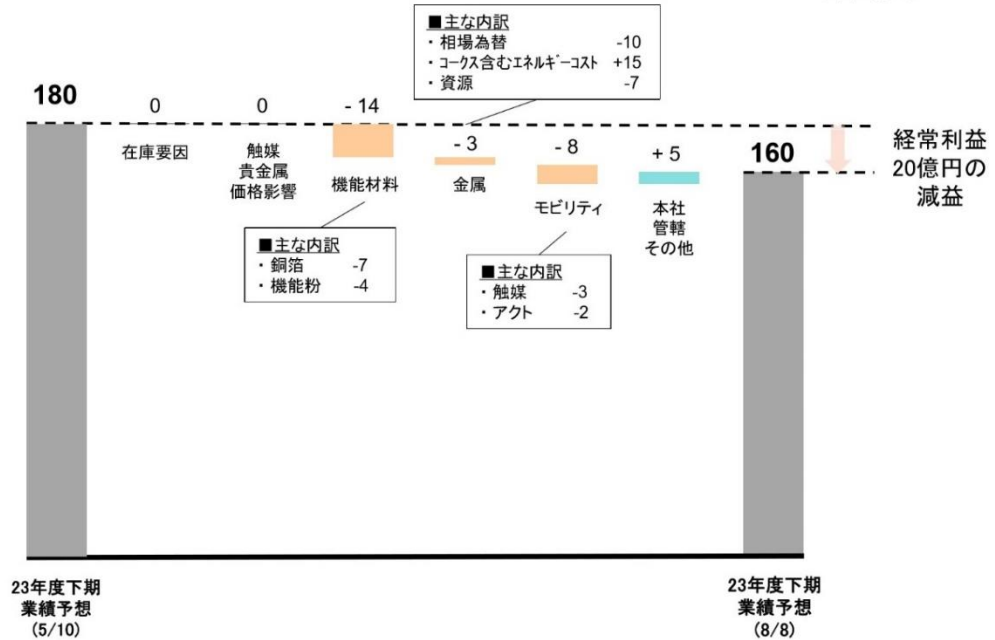 ■主な内訳
・相場為替 -10
・コークス含むエネルギーコスト +15
・資源 -7
180
0
0
- 14
- 3
- 8
+ 5
160
在庫要因
触媒
貴金属
価格影響
機能材料
金属
モビリティ
本社
管轄
その他
経常利益
20億円の
減益
■主な内訳
・銅箔 -7
・機能粉 -4
■主な内訳
・触媒 -3
・アクト -2
23年度下期
業績予想
(5/10)
23年度下期
業績予想
(8/8)